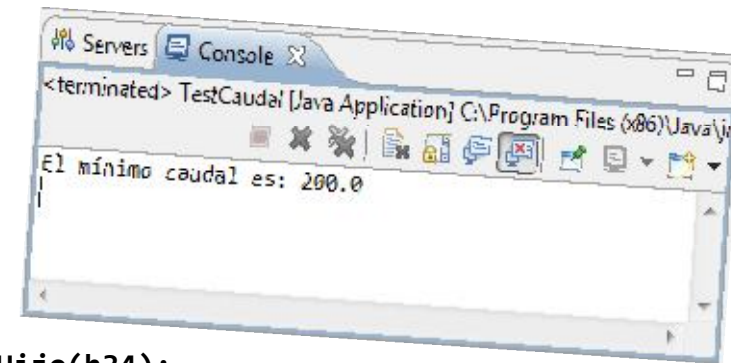 Servers Console
<terminated> TestCaudal [Java Application] C:\Program Files (x86)\Java\
El mínimo caudal es: 200.0